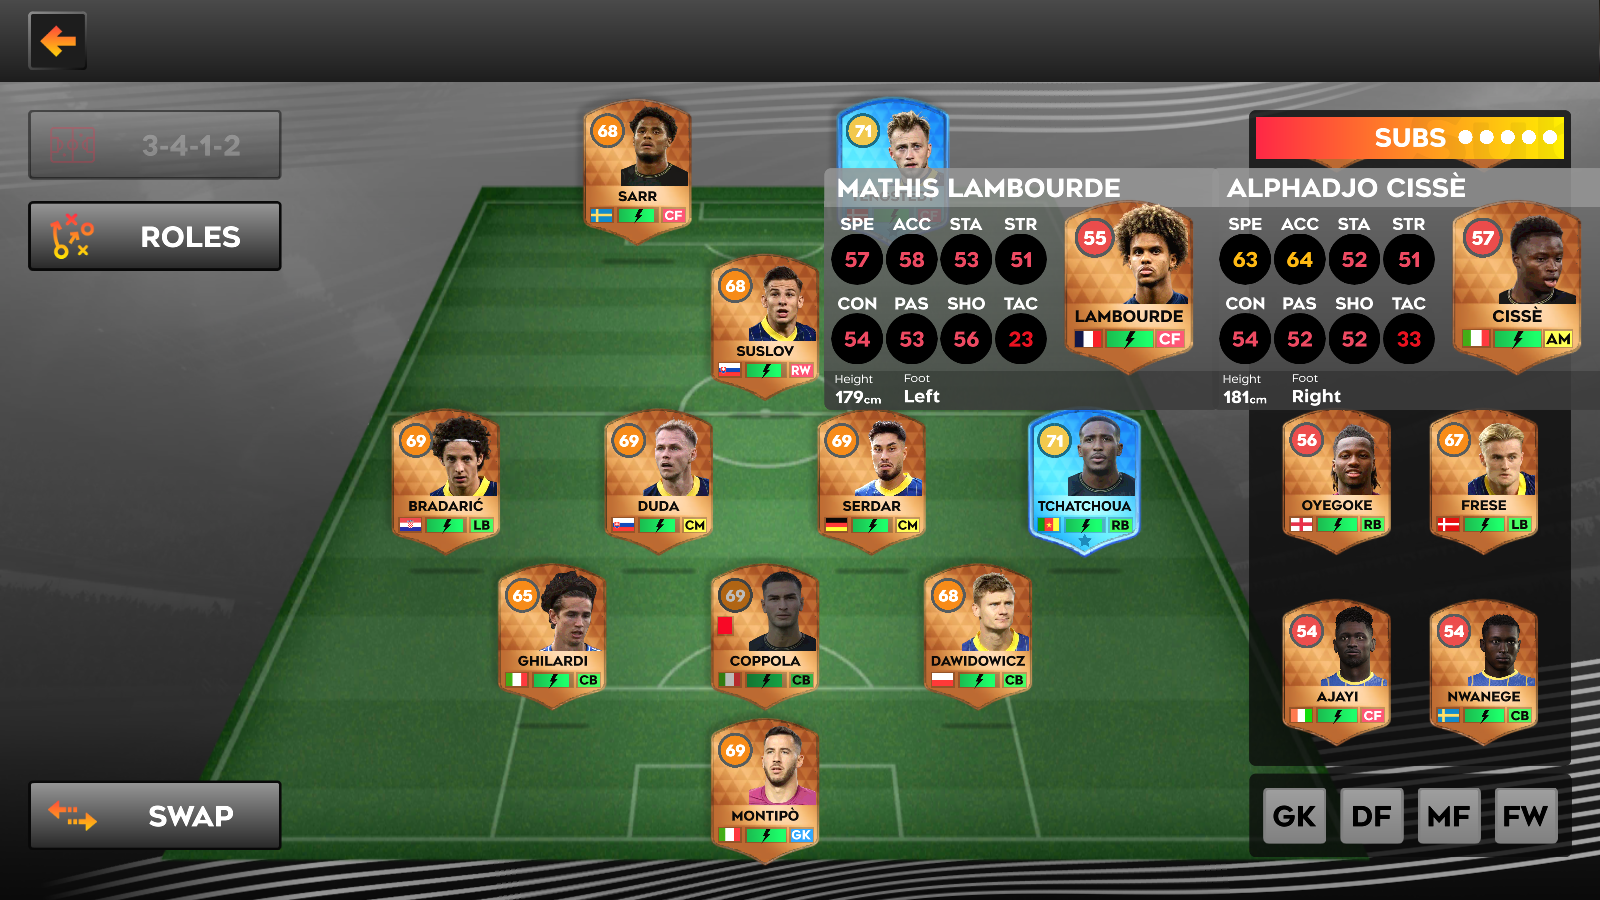 3-4-1-2
ROLES
SWAP
68
SARR
CF
71
68
SUSLOV
RW
69
BRADARIĆ
LB
69
DUDA
CM
69
SERDAR
CM
71
TCHATCHOUA
RB
65
GHILARDI
CB
69
COPPOLA
CB
68
DAWIDOWICZ
CB
69
MONTIPÒ
GK
SUBS
MATHIS LAMBOURDE
SPE ACC STA STR
57 58 53 51
CON PAS SHO TAC
54 53 56 23
Height Foot
179cm Left
55
LAMBOURDE
CF
ALPHADJO CISSÈ
SPE ACC STA STR
63 64 52 51
CON PAS SHO TAC
54 52 52 33
Height Foot
181cm Right
57
CISSÈ
AM
56
OYEGOKE
RB
67
FRESE
LB
54
AJAYI
CF
54
NWANEGE
CB
GK DF MF FW